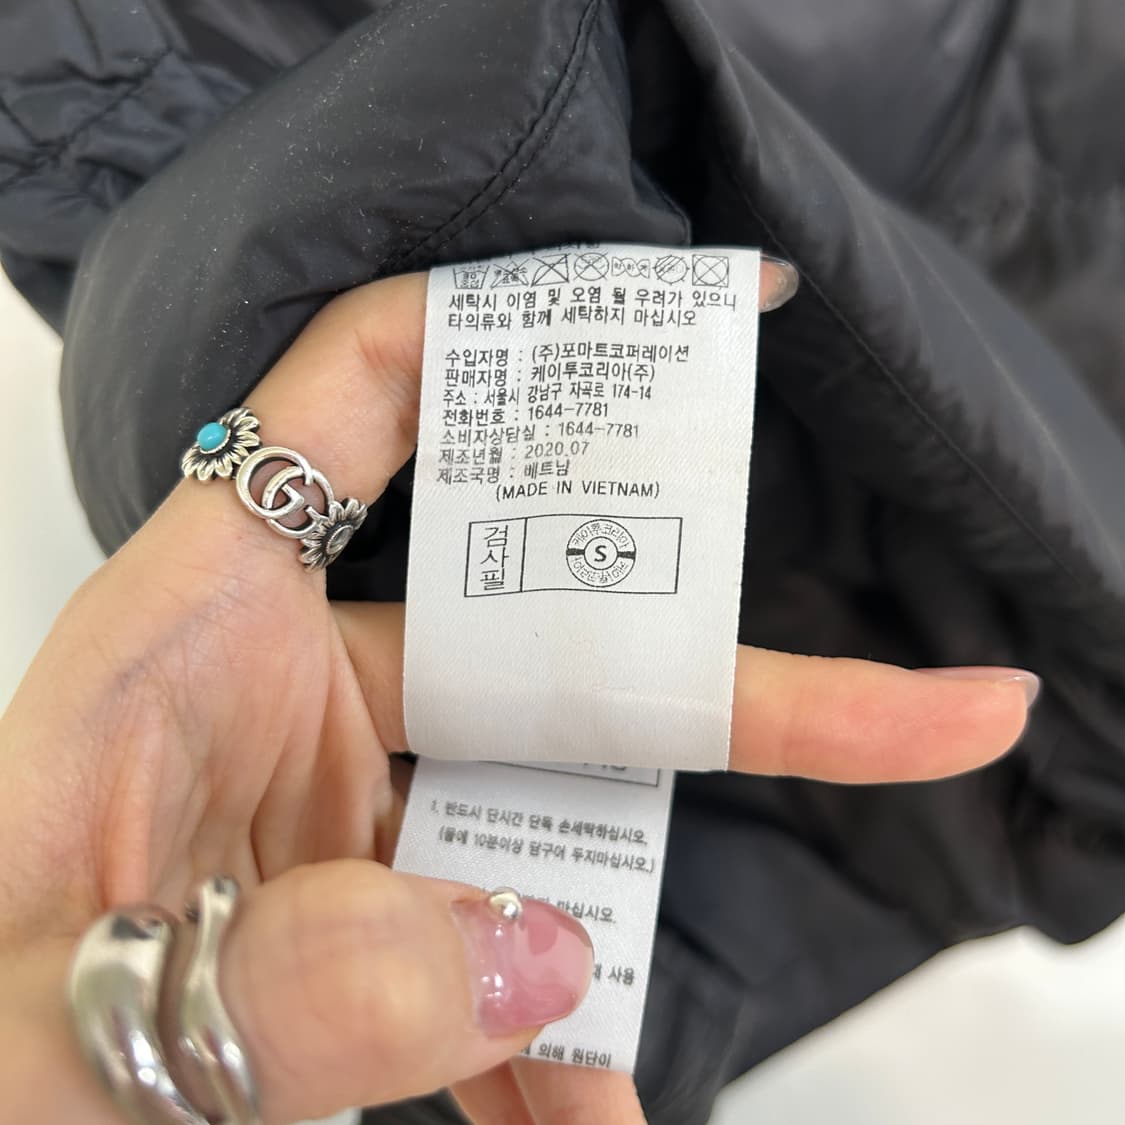 세탁시 이염 및 오염 될 우려가 있으니
타의류와 함께 세탁하지 마십시오
수입자명 : (주)포마트코퍼레이션
판매자명 : 케이투코리아(주)
주소 : 서울시 강남구 자곡로 174-14
전화번호 : 1644-7781
소비자상담실 : 1644-7781
제조년월 : 2020.07
제조국명 : 베트남
(MADE IN VIETNAM)
검사필
S
1. 반드시 단시간 단독 손세탁하십시오.
(물에 10분이상 담구어 두지마십시오.)
마십시오.
사용
의해 원단이